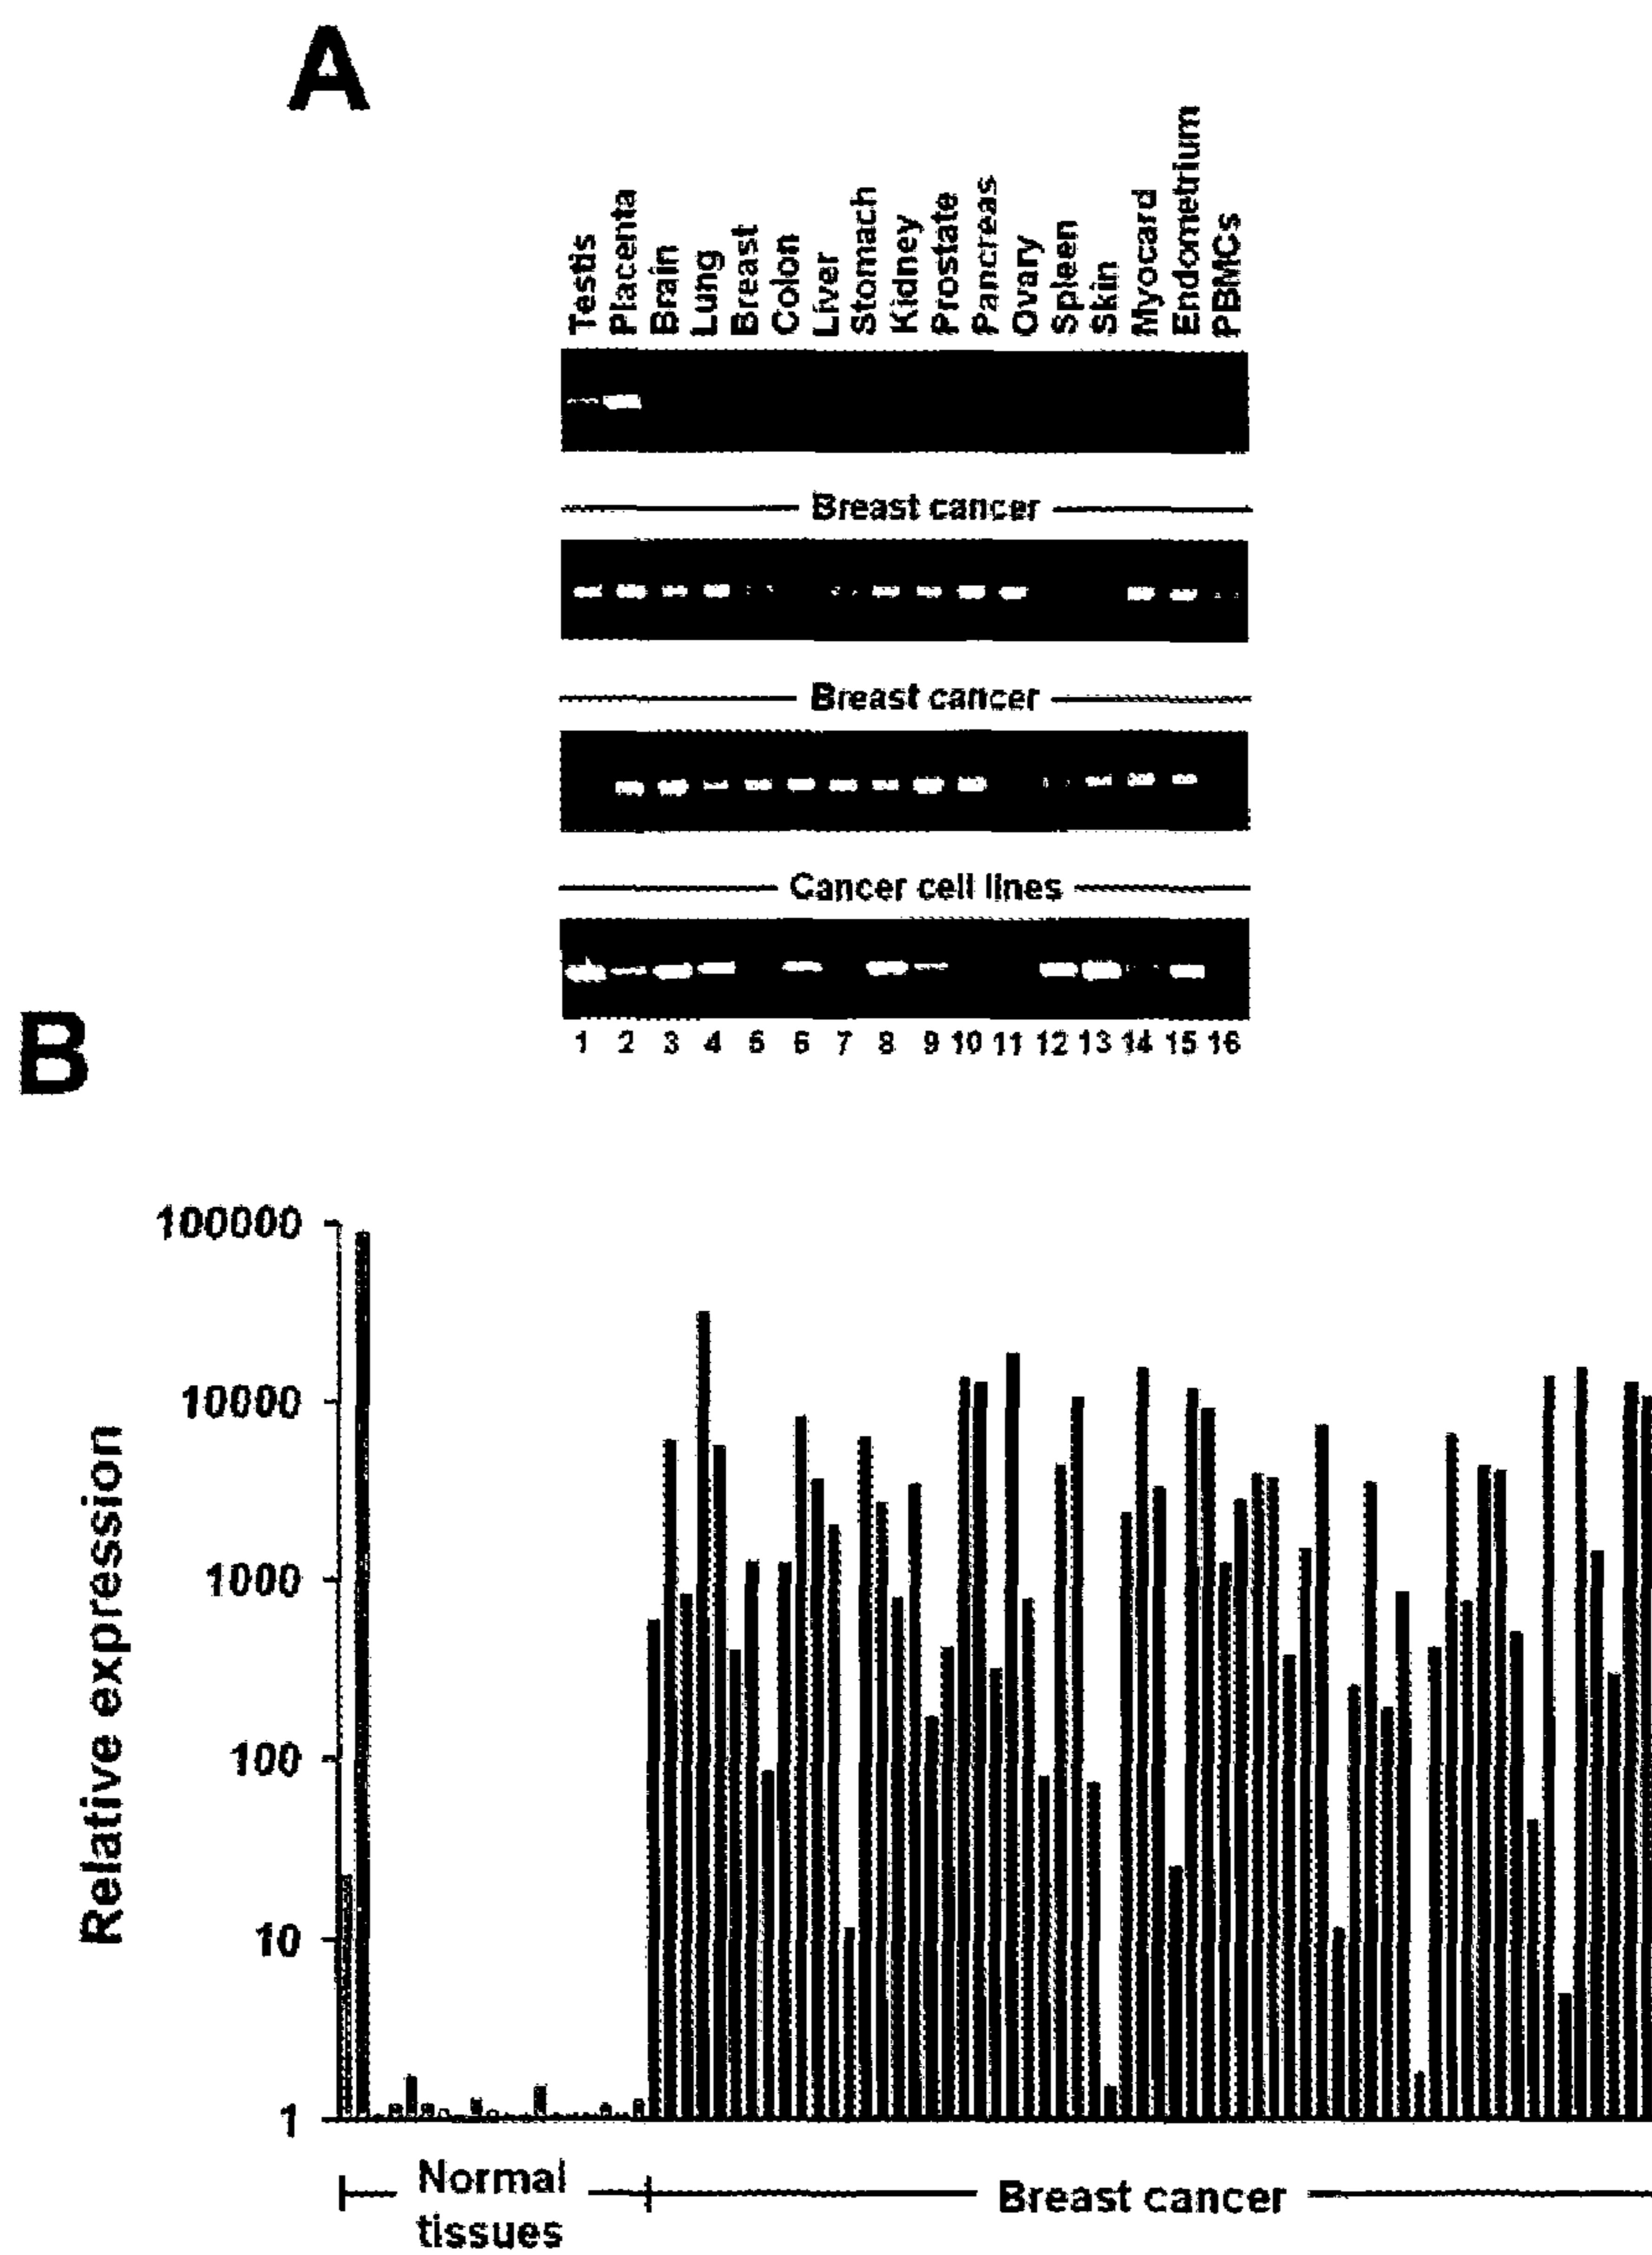 A
Testis
Placenta
Brain
Lung
Breast
Colon
Liver
Stomach
Kidney
Prostate
Pancreas
Ovary
Spleen
Skin
Myocard
Endometrium
PBMCs
Breast cancer
Breast cancer
Cancer cell lines
1 2 3 4 5 6 7 8 9 10 11 12 13 14 15 16
B
Relative expression
100000
10000
1000
100
10
1
Normal
tissues
Breast cancer